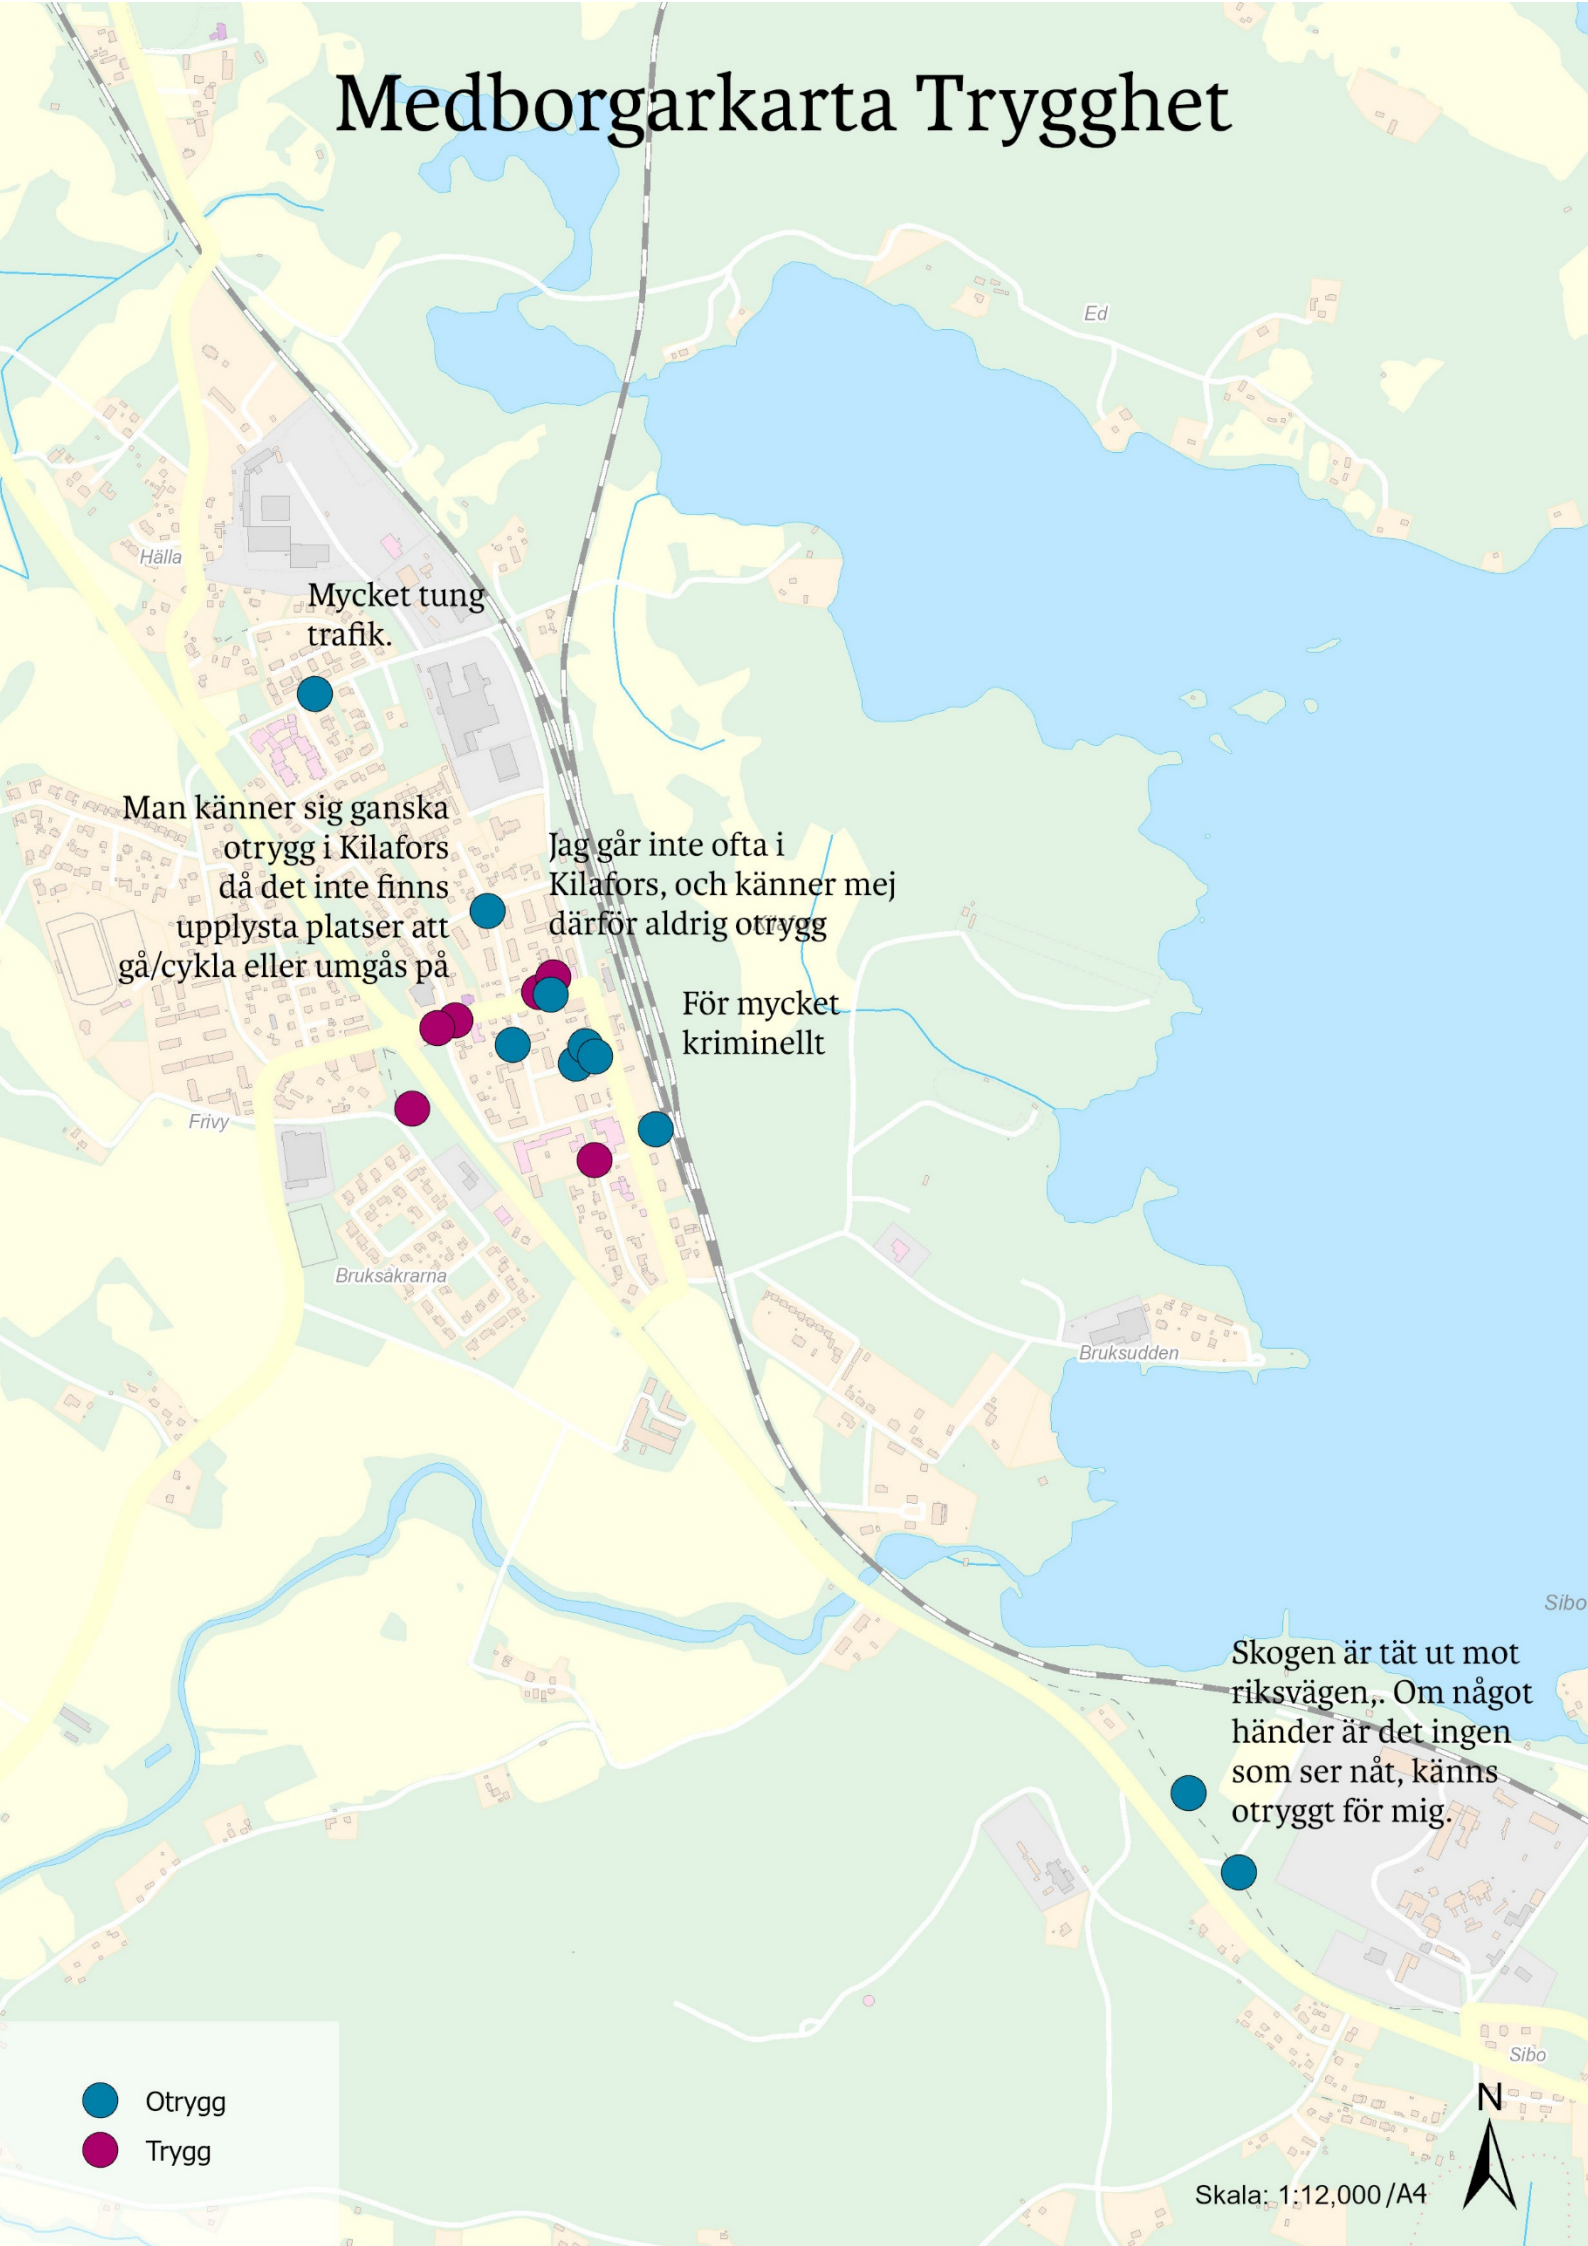 Medborgarkarta Trygghet
Ed
Hälla
Mycket tung
trafik.
Man känner sig ganska
otrygg i Kilafors
då det inte finns
upplysta platser att
gå/cykla eller umgås på
Jag går inte ofta i
Kilafors, och känner mej
därför aldrig otrygg
Kilafors
För mycket
kriminellt
Frivy
Bruksåkrarna
Bruksudden
Sibo
Skogen är tät ut mot
riksvägen,. Om något
händer är det ingen
som ser nåt, känns
otryggt för mig.
Sibo
Otrygg
Trygg
N
Skala: 1:12,000/A4